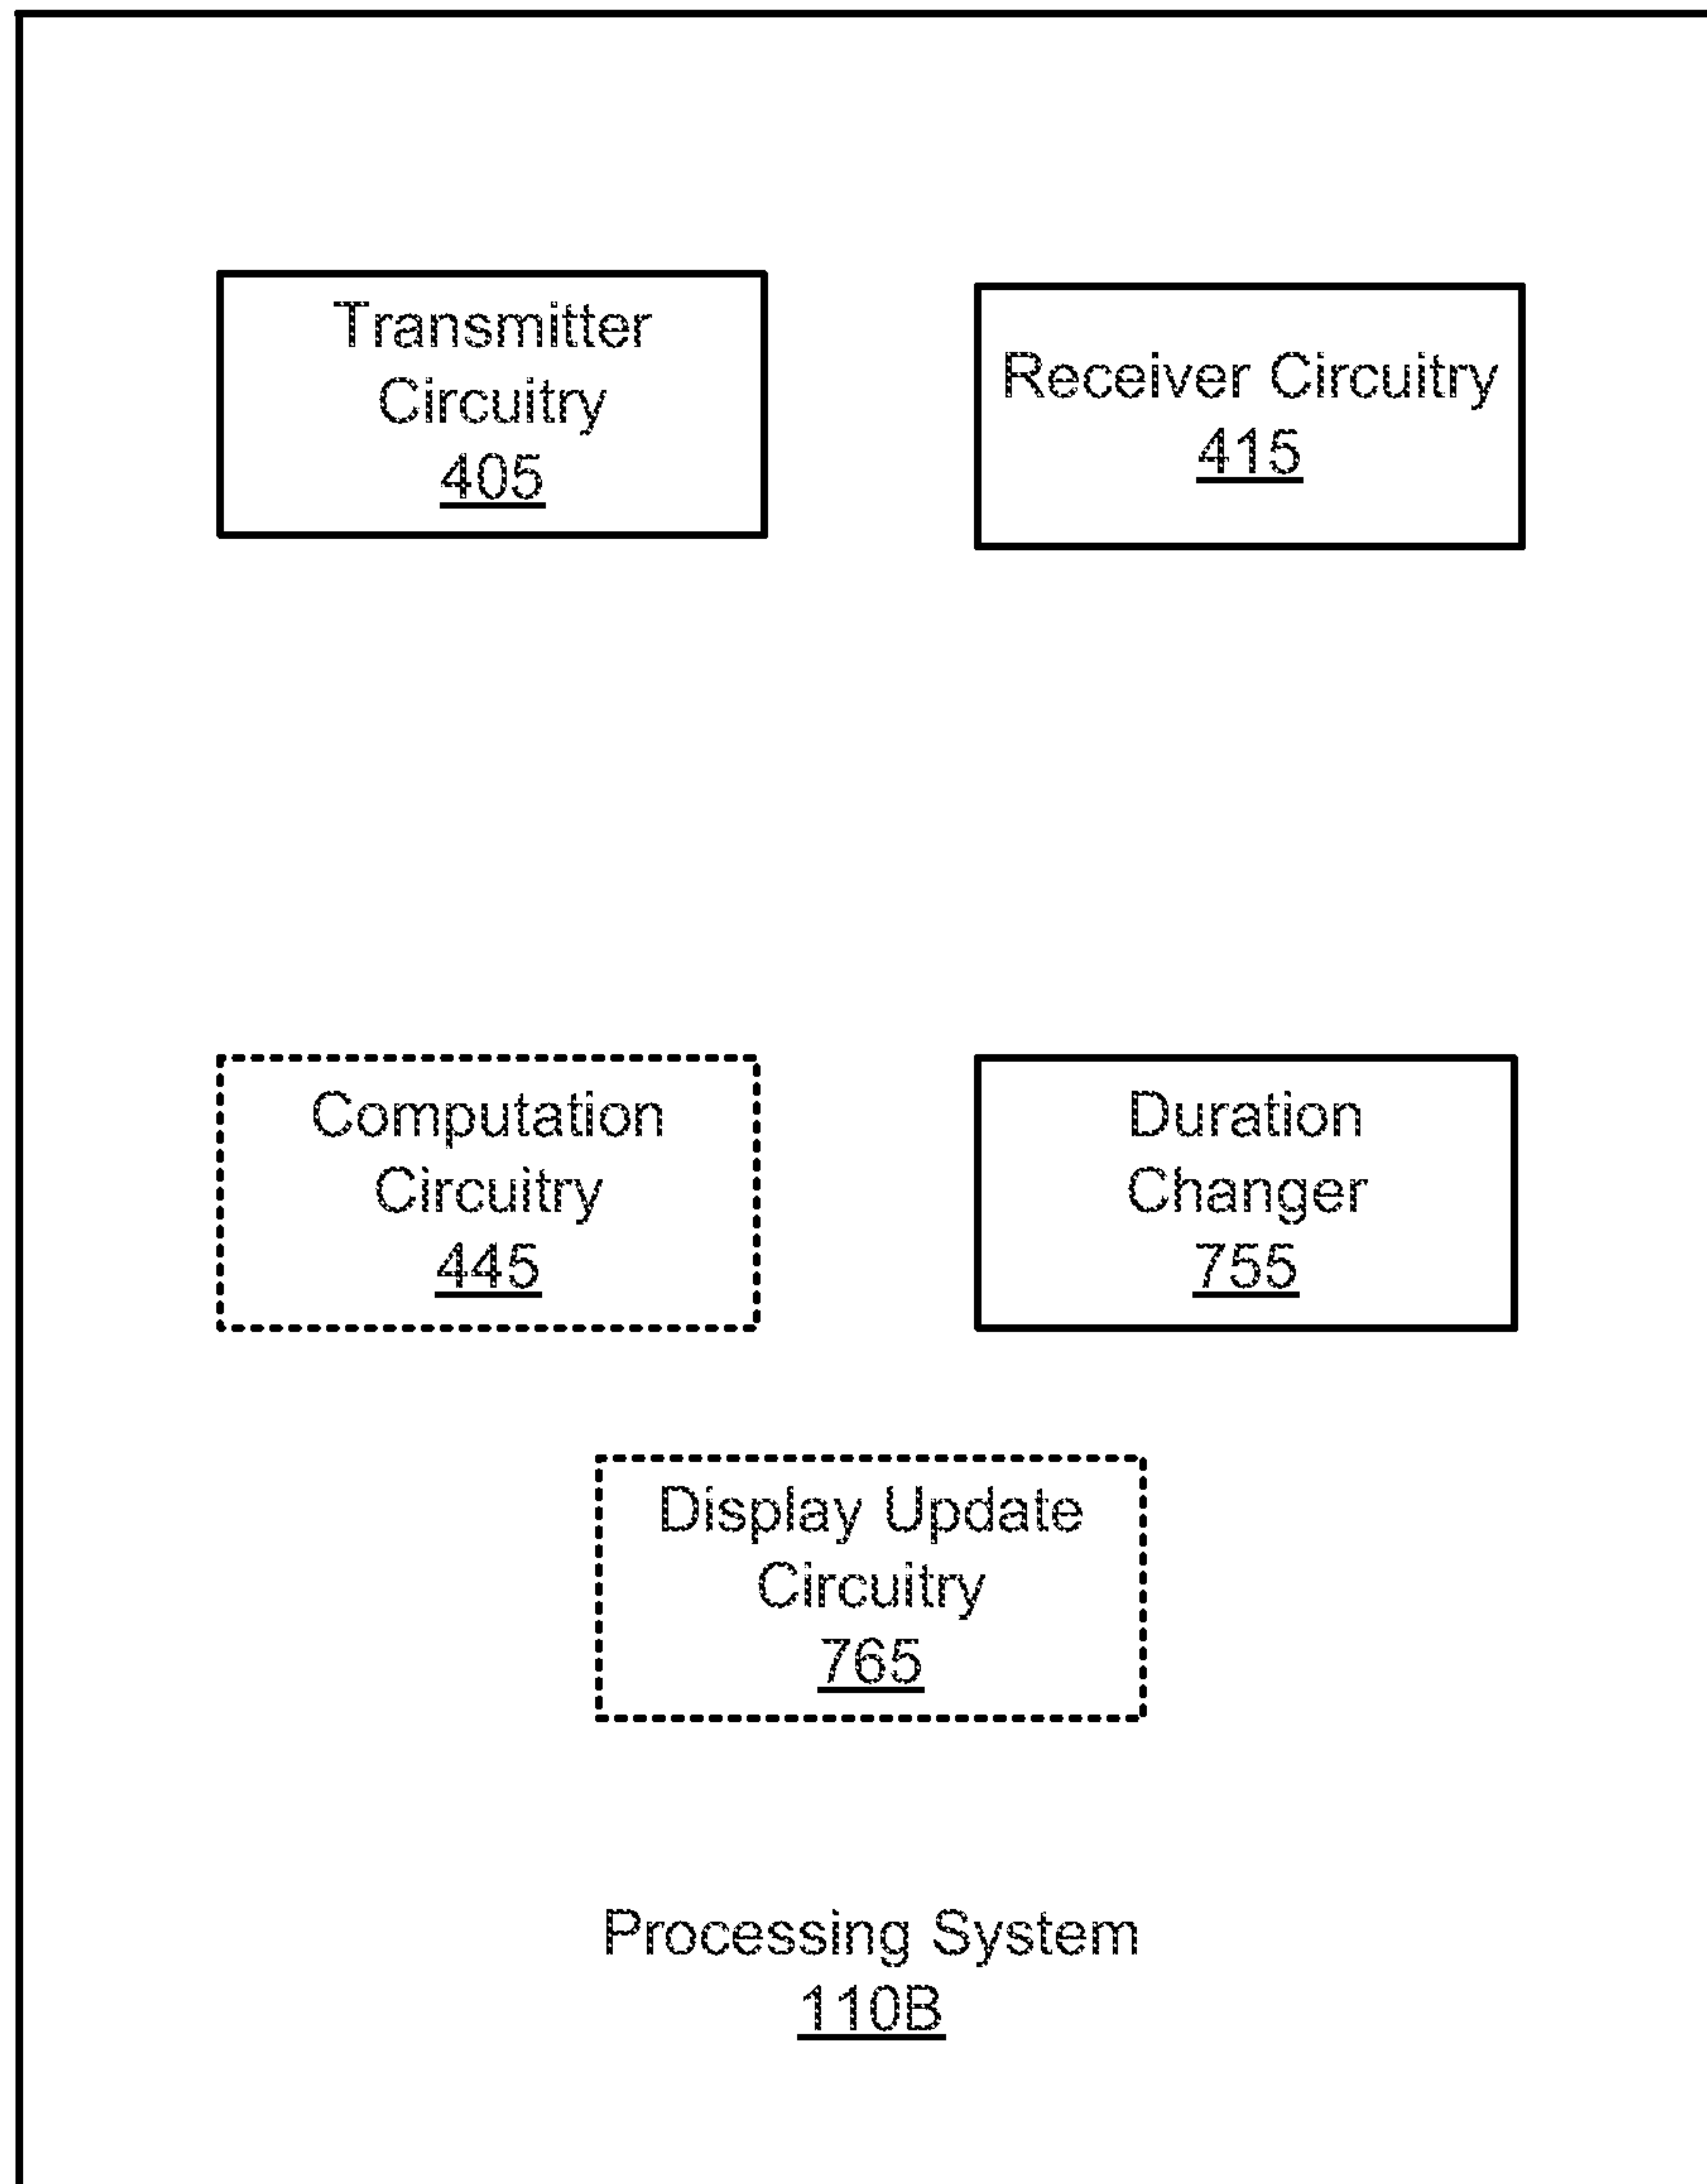 Transmitter
Circuitry
405
Receiver Circuitry
415
Computation
Circuitry
445
Duration
Changer
755
Display Update
Circuitry
765
Processing System
110B